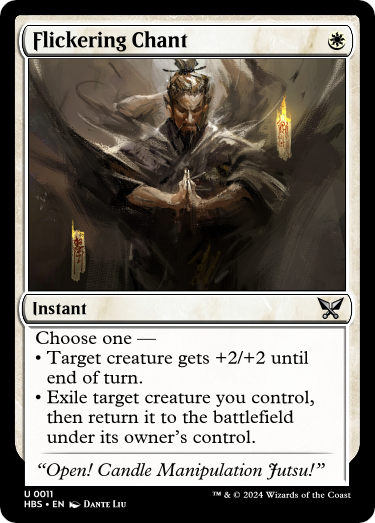 Flickering Chant
Instant
Choose one —
• Target creature gets +2/+2 until
end of turn.
• Exile target creature you control,
then return it to the battlefield
under its owner's control.
“Open! Candle Manipulation Jutsu!”
U 0011
™ & © 2024 Wizards of the Coast
HBS • EN Dante Liu